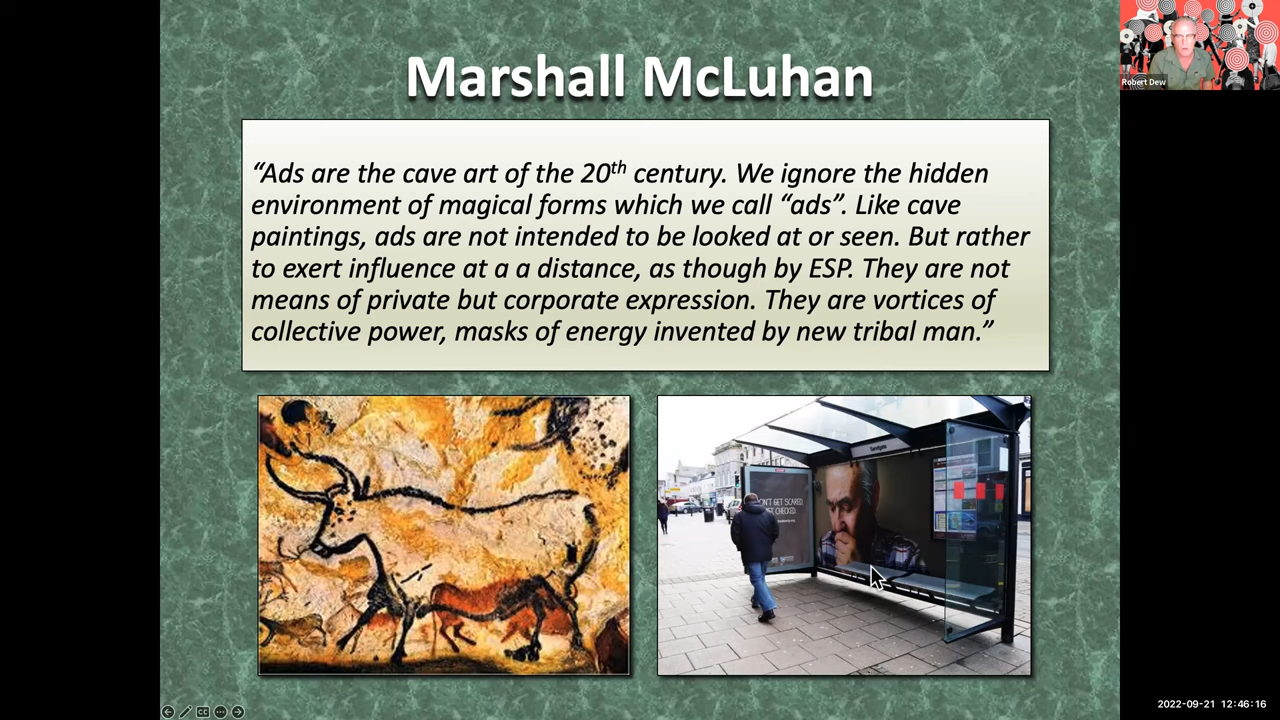 Marshall McLuhan
Robert Dew
“Ads are the cave art of the 20th century. We ignore the hidden
environment of magical forms which we call “ads”. Like cave
paintings, ads are not intended to be looked at or seen. But rather
to exert influence at a a distance, as though by ESP. They are not
means of private but corporate expression. They are vortices of
collective power, masks of energy invented by new tribal man.”
GET SCARED
CHECKED
CC
2022-09-21 12:46:16